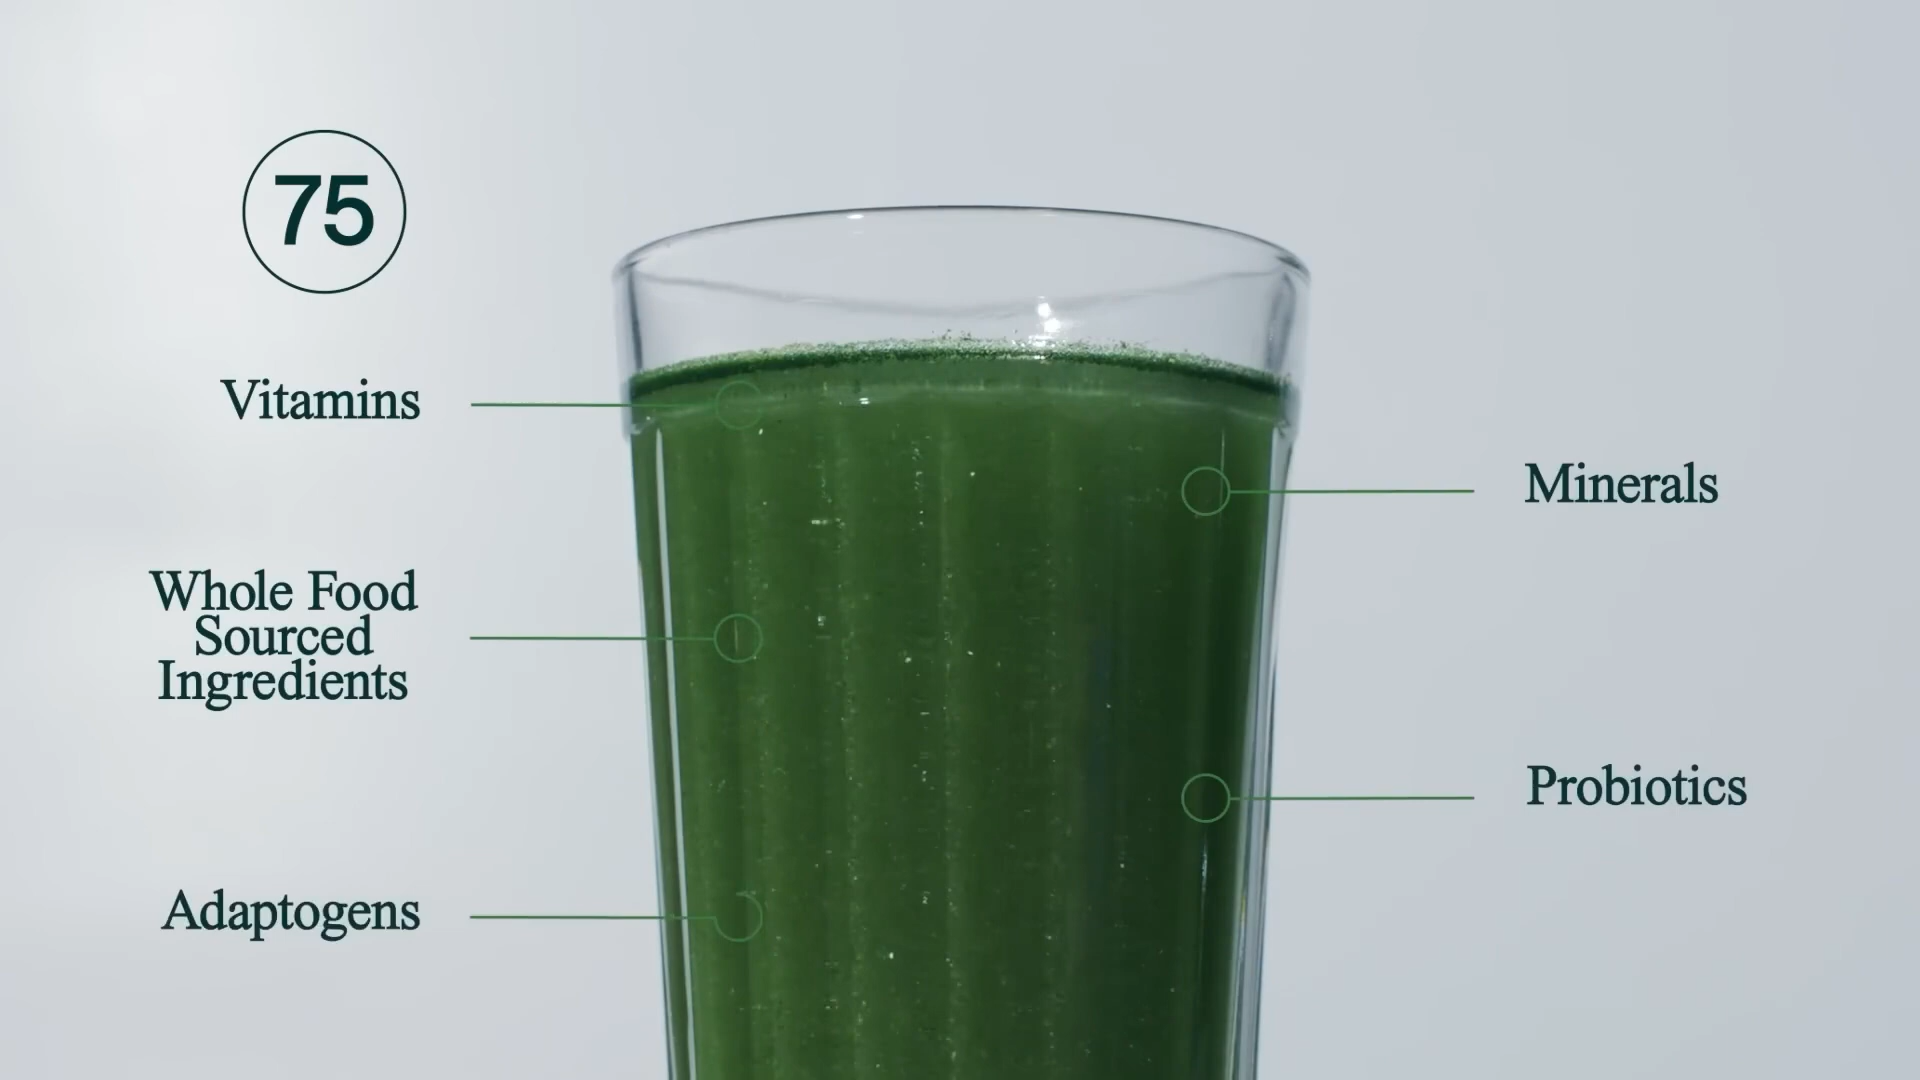 75
Vitamins
Minerals
Whole Food
Sourced
Ingredients
Probiotics
Adaptogens